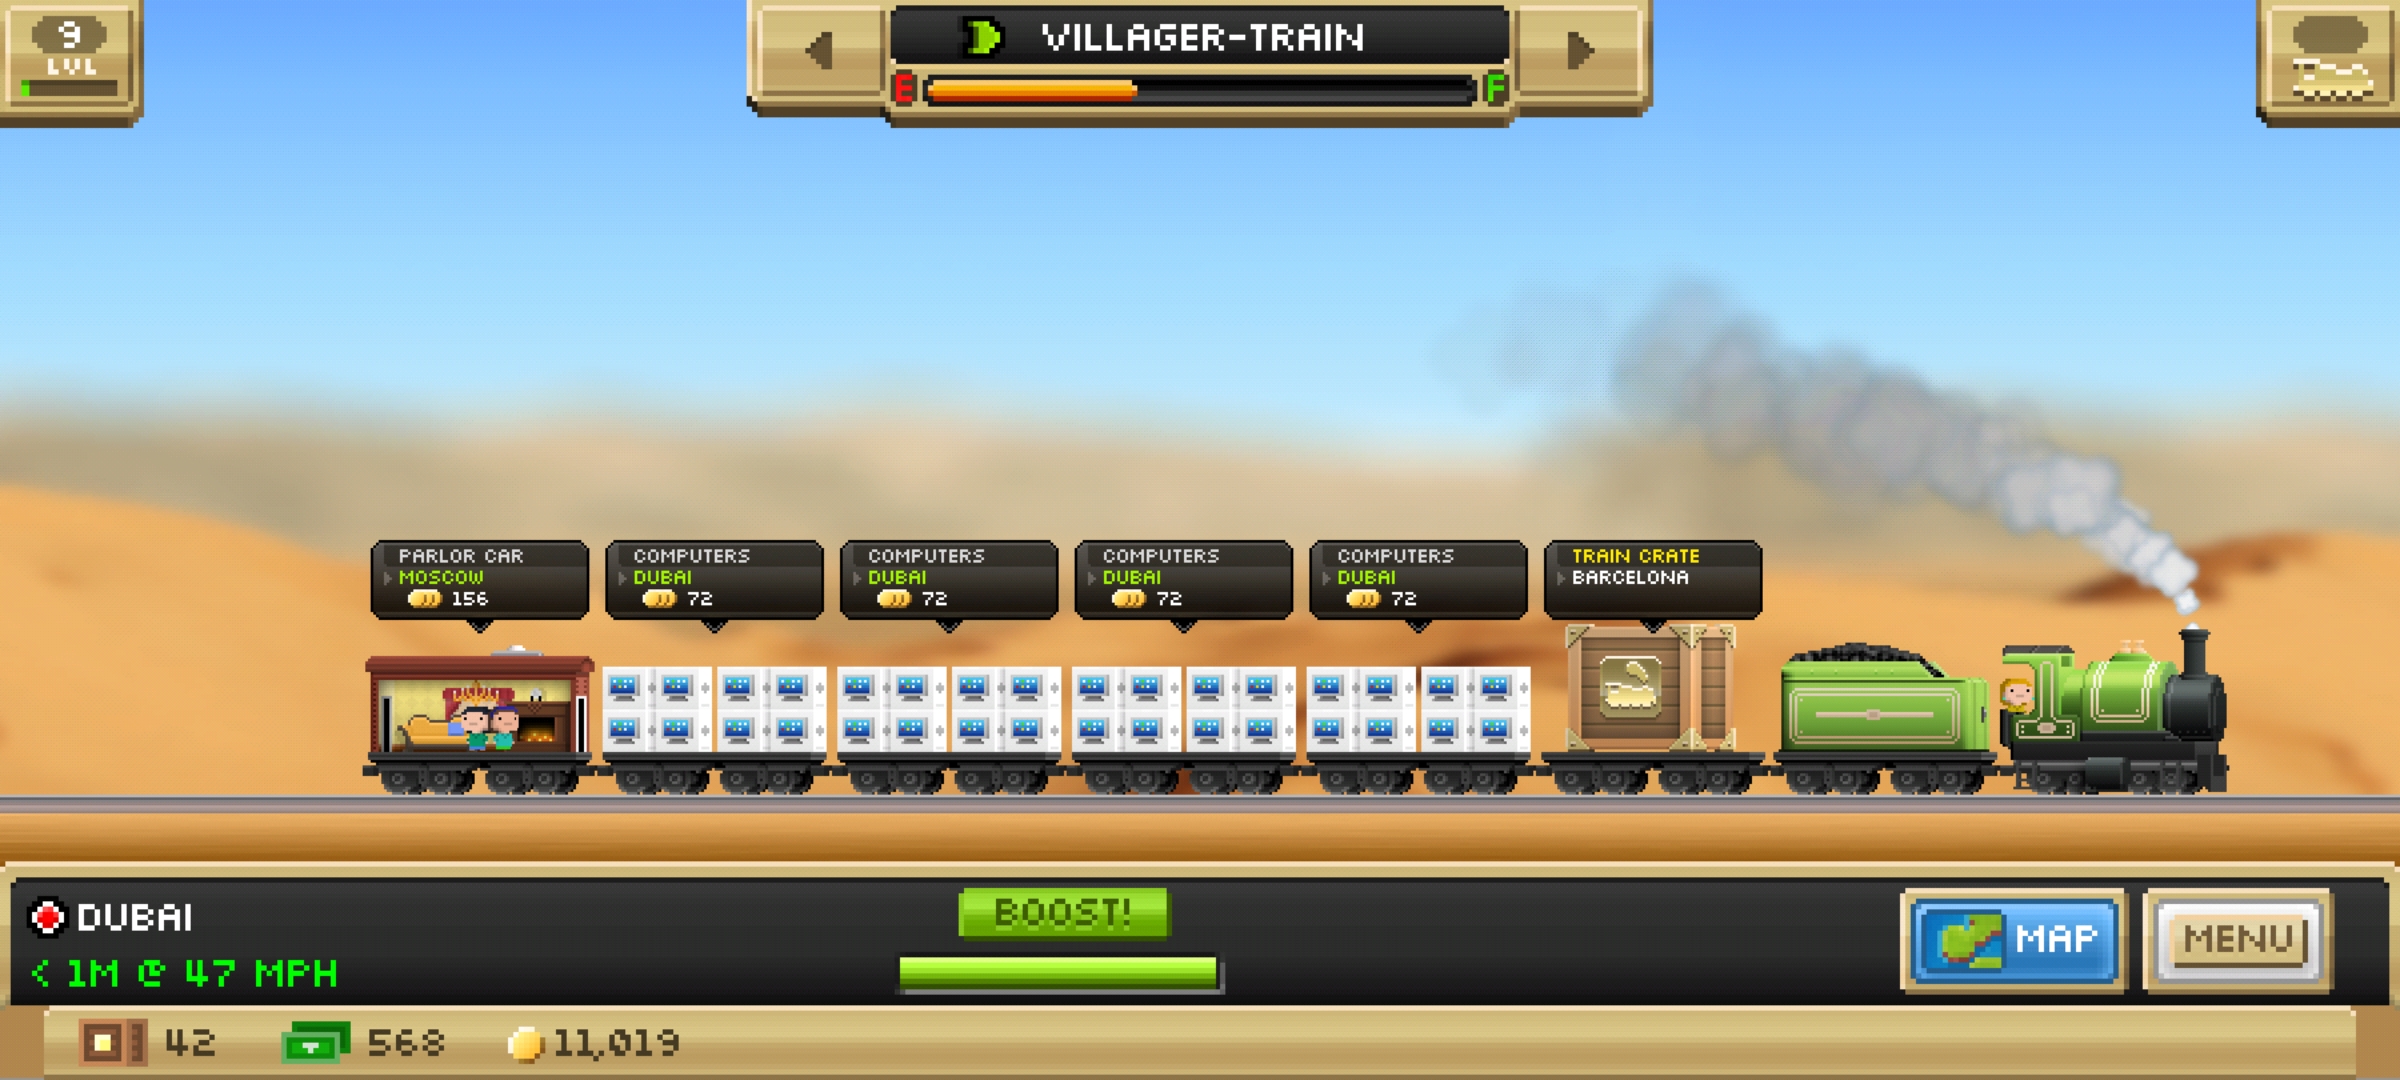 9
LVL
VILLAGER-TRAIN
E F
PARLOR CAR
MOSCOW
156
COMPUTERS
DUBAI
72
COMPUTERS
DUBAI
72
COMPUTERS
DUBAI
72
COMPUTERS
DUBAI
72
TRAIN CRATE
BARCELONA
DUBAI
< 1M @ 47 MPH
BOOST!
MAP
MENU
42
568
11,019